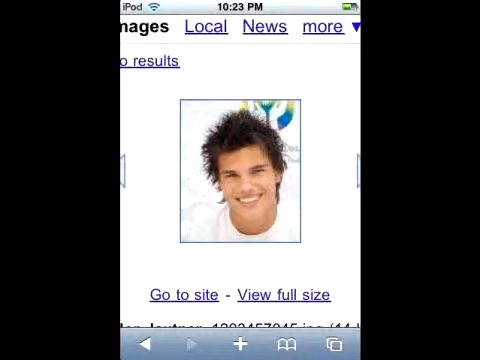 iPod 10:23 PM
mages Local News more ▼
o results
Go to site - View full size